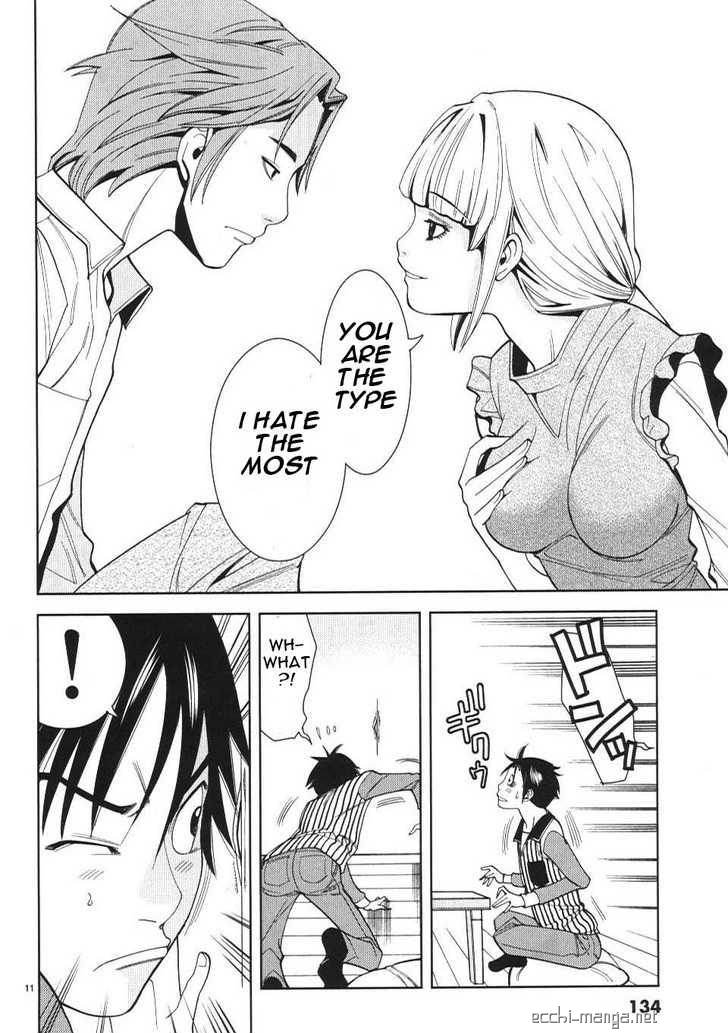 YOU
ARE
THE
TYPE
I HATE
THE
MOST
ドンッ
ギクゥ
WH-
WHAT
?!
!
11
134
ecchi-manga.net